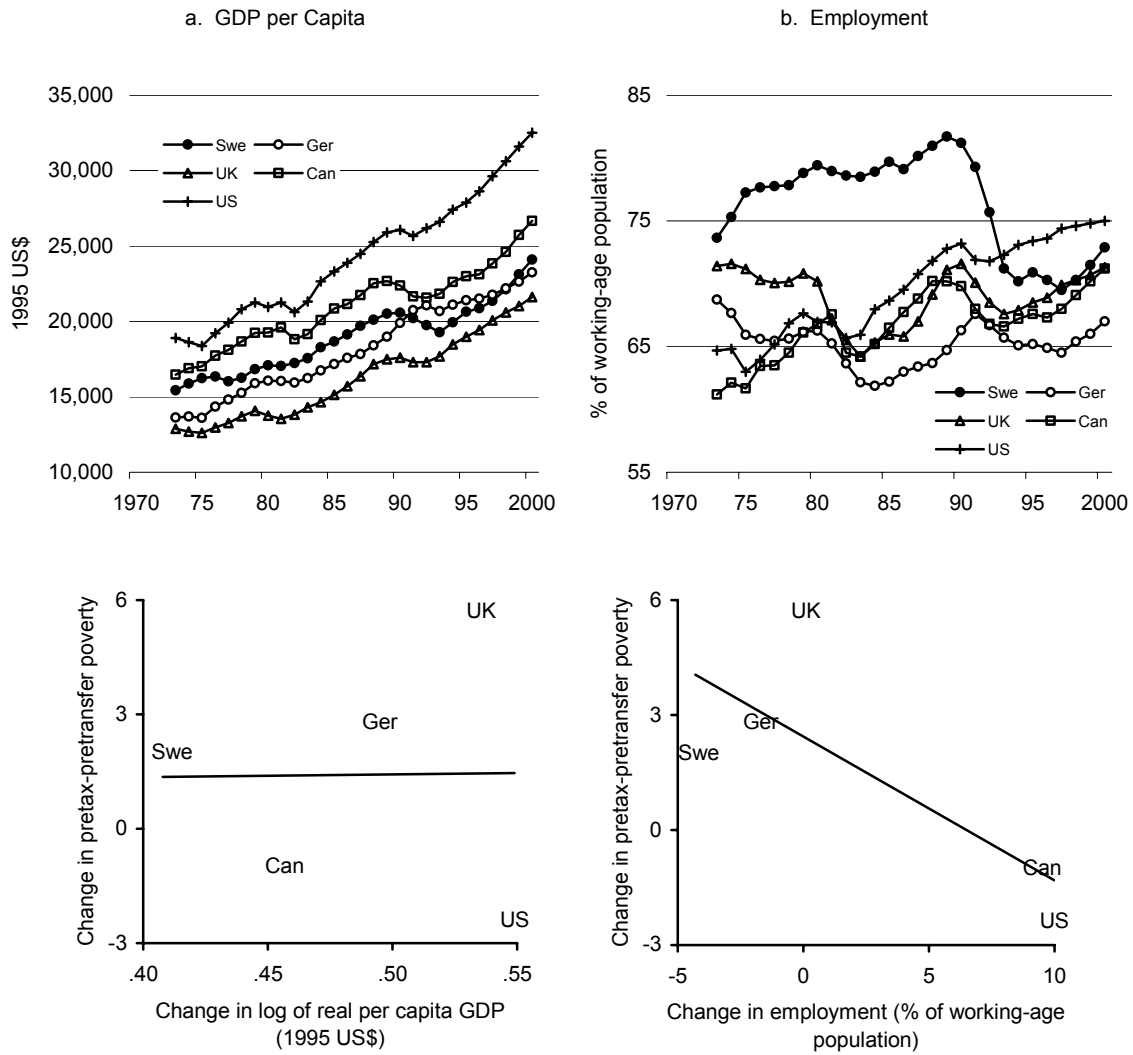 a. GDP per Capita
35,000
30,000
25,000
20,000
15,000
10,000
1995 US$
Swe
Ger
UK
Can
US
1970
75
80
85
90
95
2000
b. Employment
85
75
65
55
% of working-age population
Swe
Ger
UK
Can
US
1970
75
80
85
90
95
2000
6
3
0
-3
Change in pretax-pretransfer poverty
UK
Ger
Swe
Can
US
.40
.45
.50
.55
Change in log of real per capita GDP
(1995 US$)
6
3
0
-3
Change in pretax-pretransfer poverty
UK
Ger
Swe
Can
US
-5
0
5
10
Change in employment (% of working-age
population)